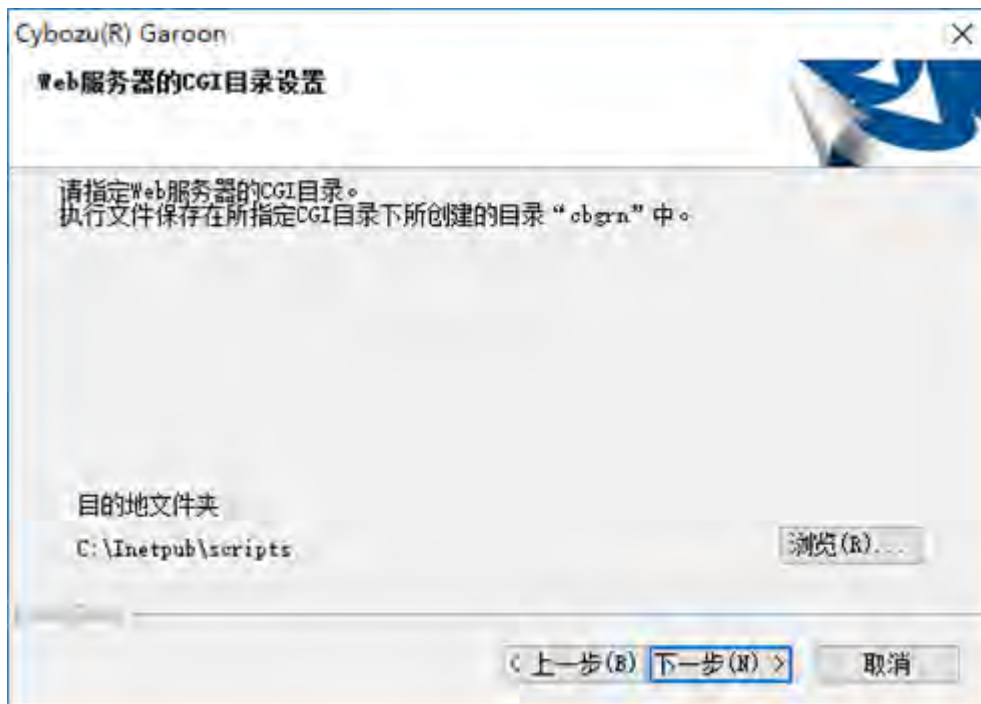 Cybozu(R) Garoon
Web服务器的CGI目录设置
请指定Web服务器的CGI目录。
执行文件保存在所指定CGI目录下所创建的目录“cbgrn”中。
目的地文件夹
C:\Inetpub\scripts
浏览(R)...
< 上一步(B)
下一步(N) >
取消